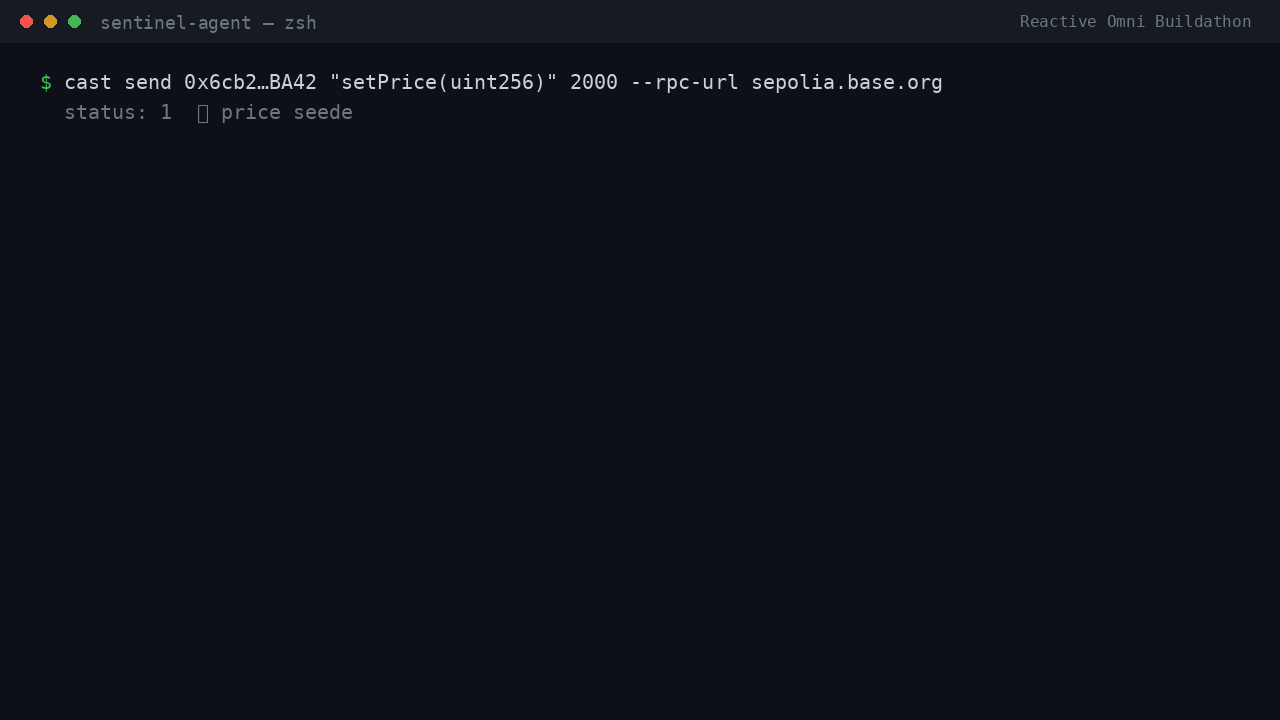 sentinel-agent — zsh
Reactive Omni Buildathon
$ cast send 0x6cb2…BA42 "setPrice(uint256)" 2000 --rpc-url sepolia.base.org
status: 1 ▯ price seede